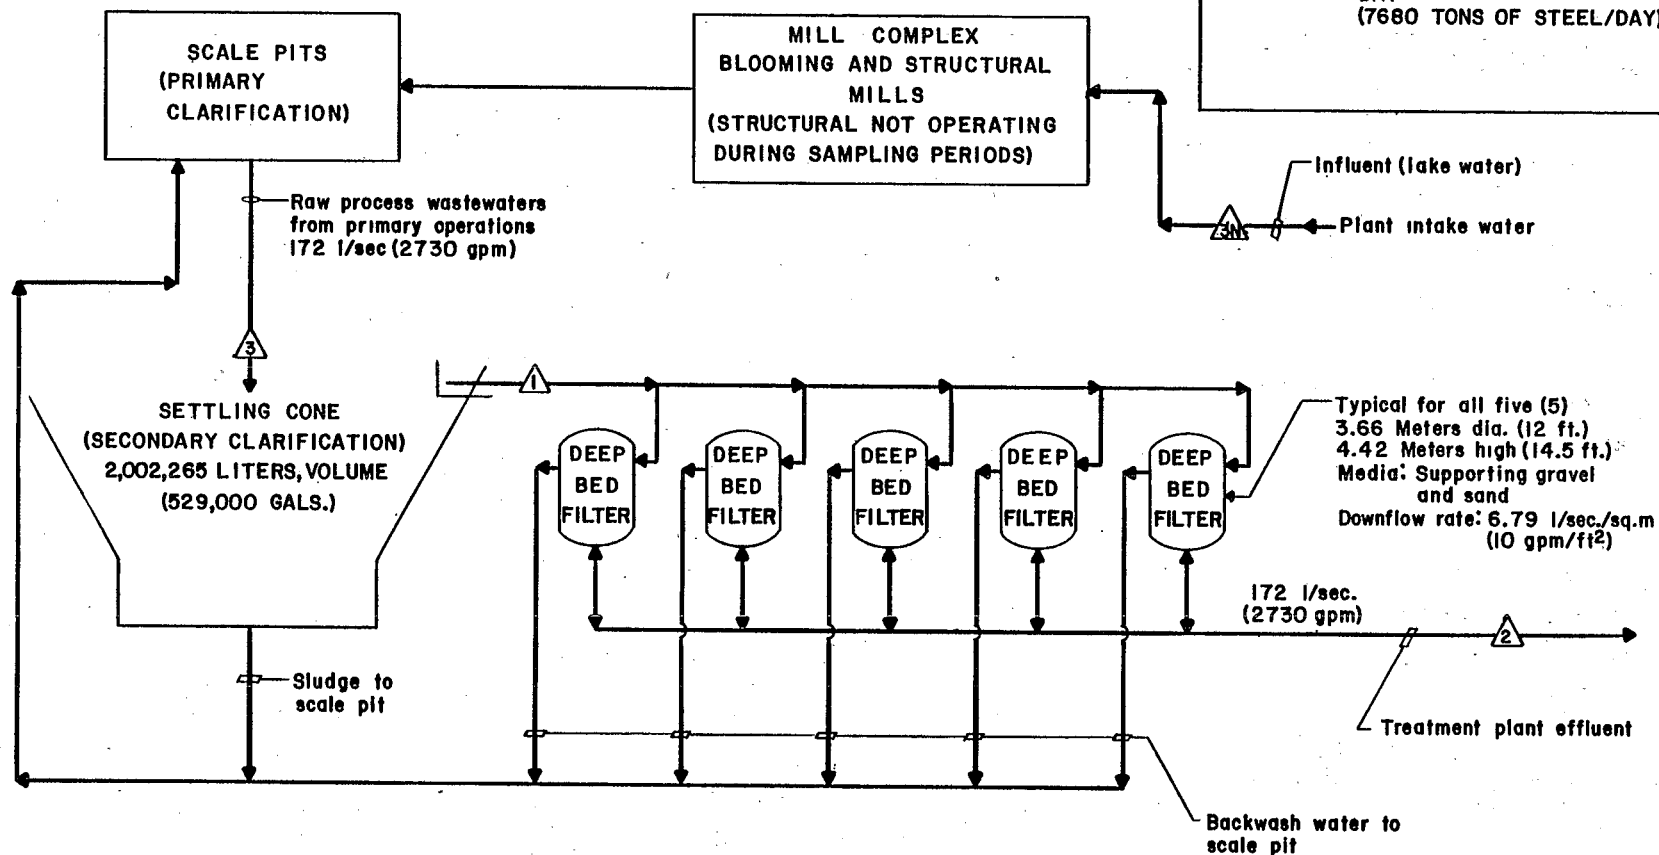 (7680 TONS OF STEEL/DAY)
SCALE PITS
(PRIMARY
CLARIFICATION)
MILL COMPLEX
BLOOMING AND STRUCTURAL
MILLS
(STRUCTURAL NOT OPERATING
DURING SAMPLING PERIODS)
Influent (lake water)
3N
Plant intake water
Raw process wastewaters
from primary operations
172 l/sec (2730 gpm)
3
1
SETTLING CONE
(SECONDARY CLARIFICATION)
2,002,265 LITERS, VOLUME
(529,000 GALS.)
DEEP
BED
FILTER
DEEP
BED
FILTER
DEEP
BED
FILTER
DEEP
BED
FILTER
DEEP
BED
FILTER
Typical for all five (5)
3.66 Meters dia. (12 ft.)
4.42 Meters high (14.5 ft.)
Media: Supporting gravel
and sand
Downflow rate: 6.79 l/sec./sq.m
(10 gpm/ft²)
172 l/sec.
(2730 gpm)
2
Sludge to
scale pit
Treatment plant effluent
Backwash water to
scale pit